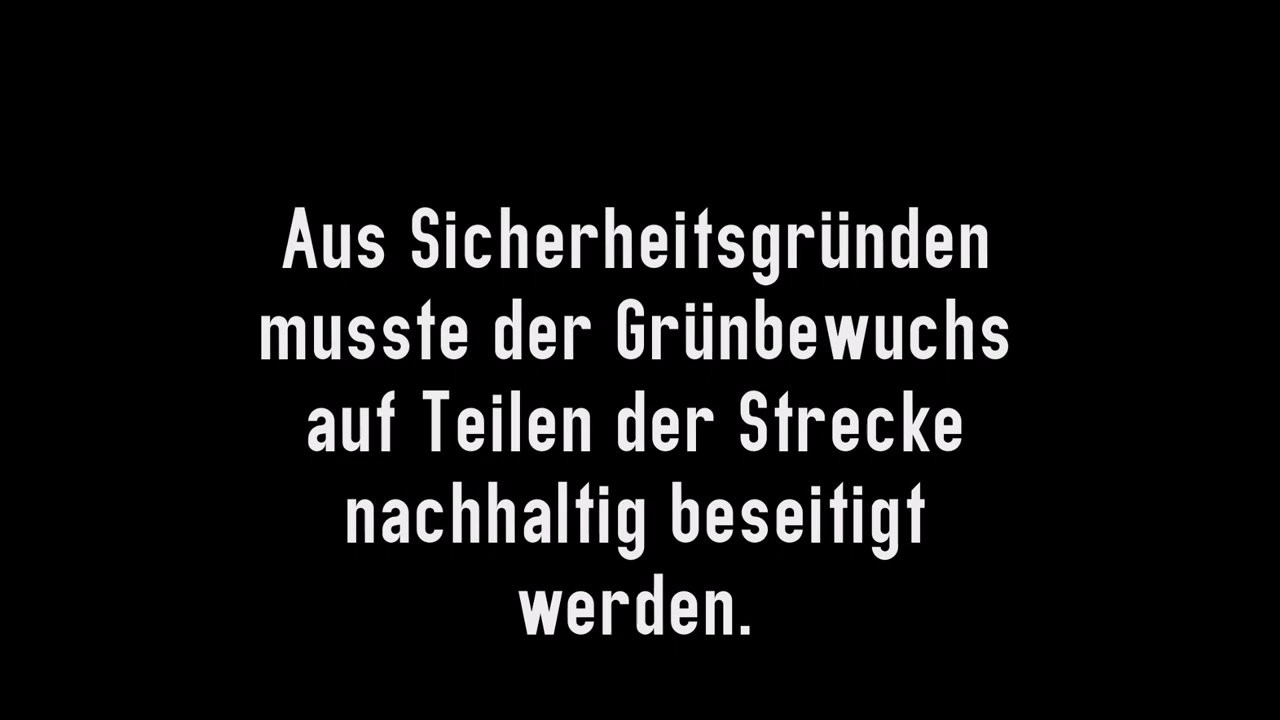 Aus Sicherheitsgründen
musste der Grünbewuchs
auf Teilen der Strecke
nachhaltig beseitigt
werden.